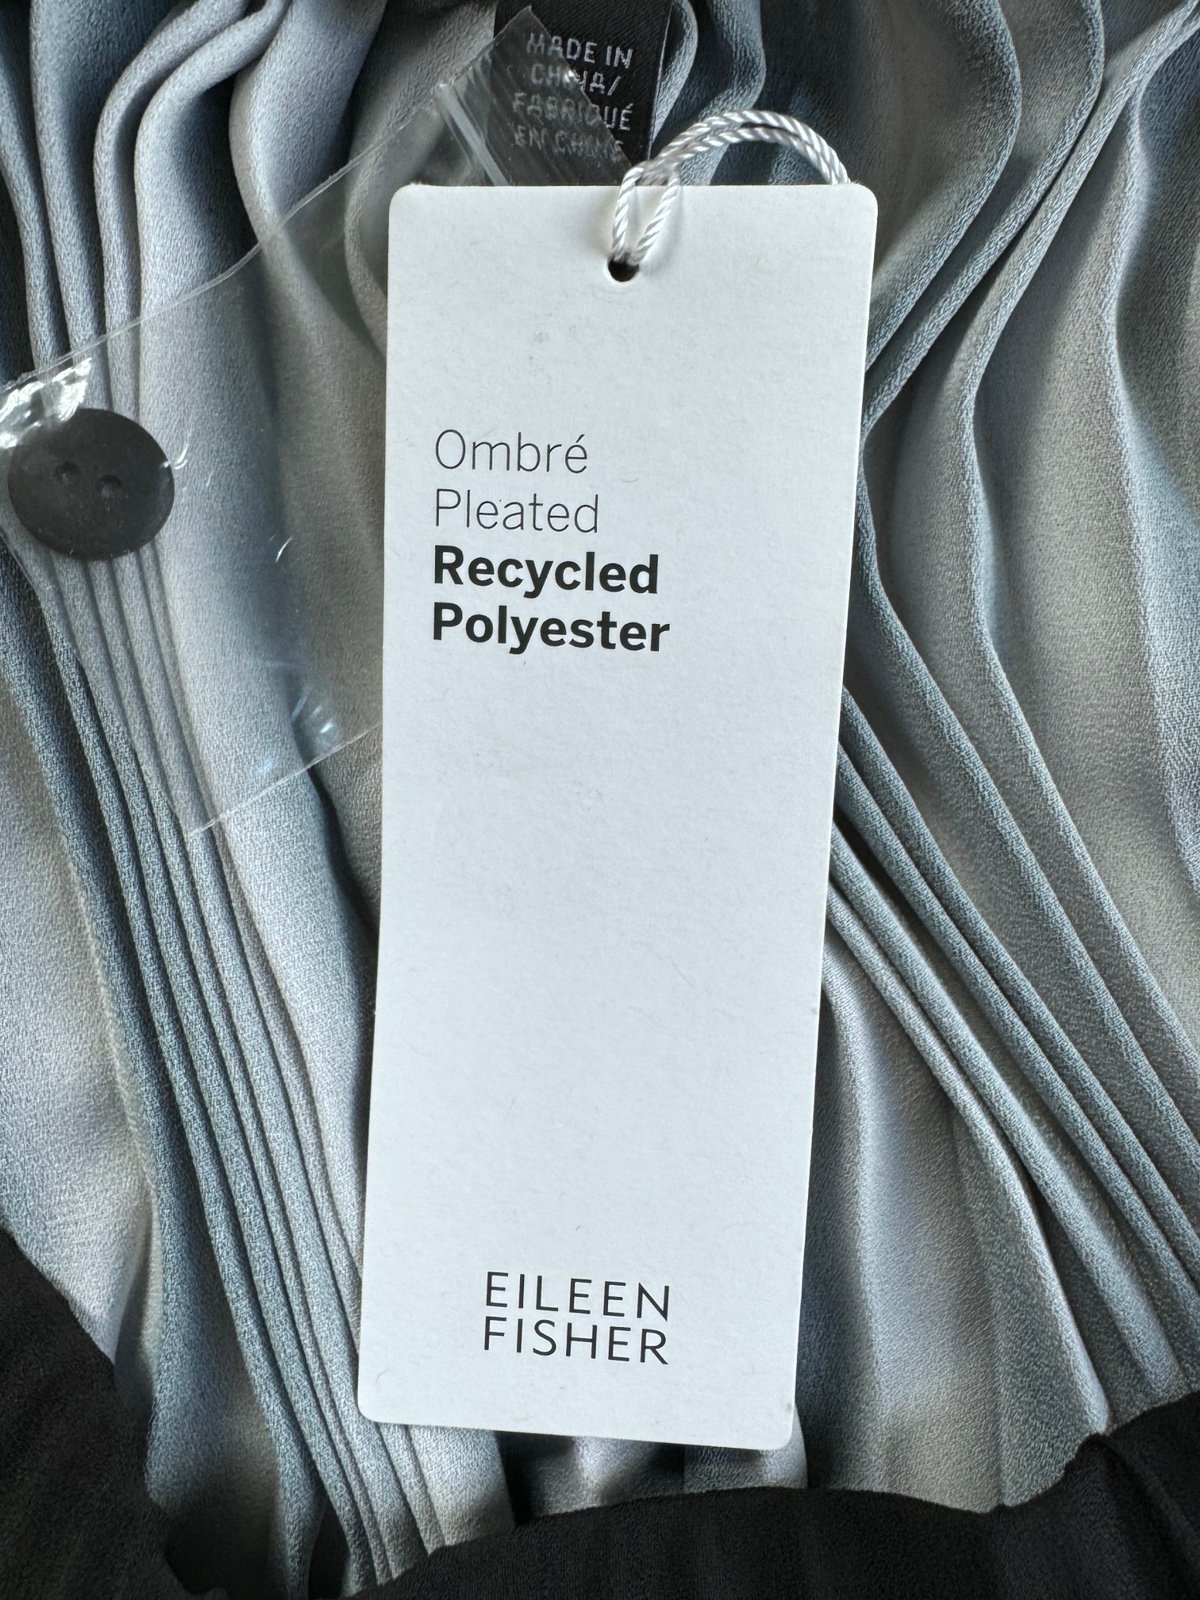 MADE IN
CHINA/
FABRIQUÉ
EN CHINE
Ombré
Pleated
Recycled
Polyester
EILEEN
FISHER